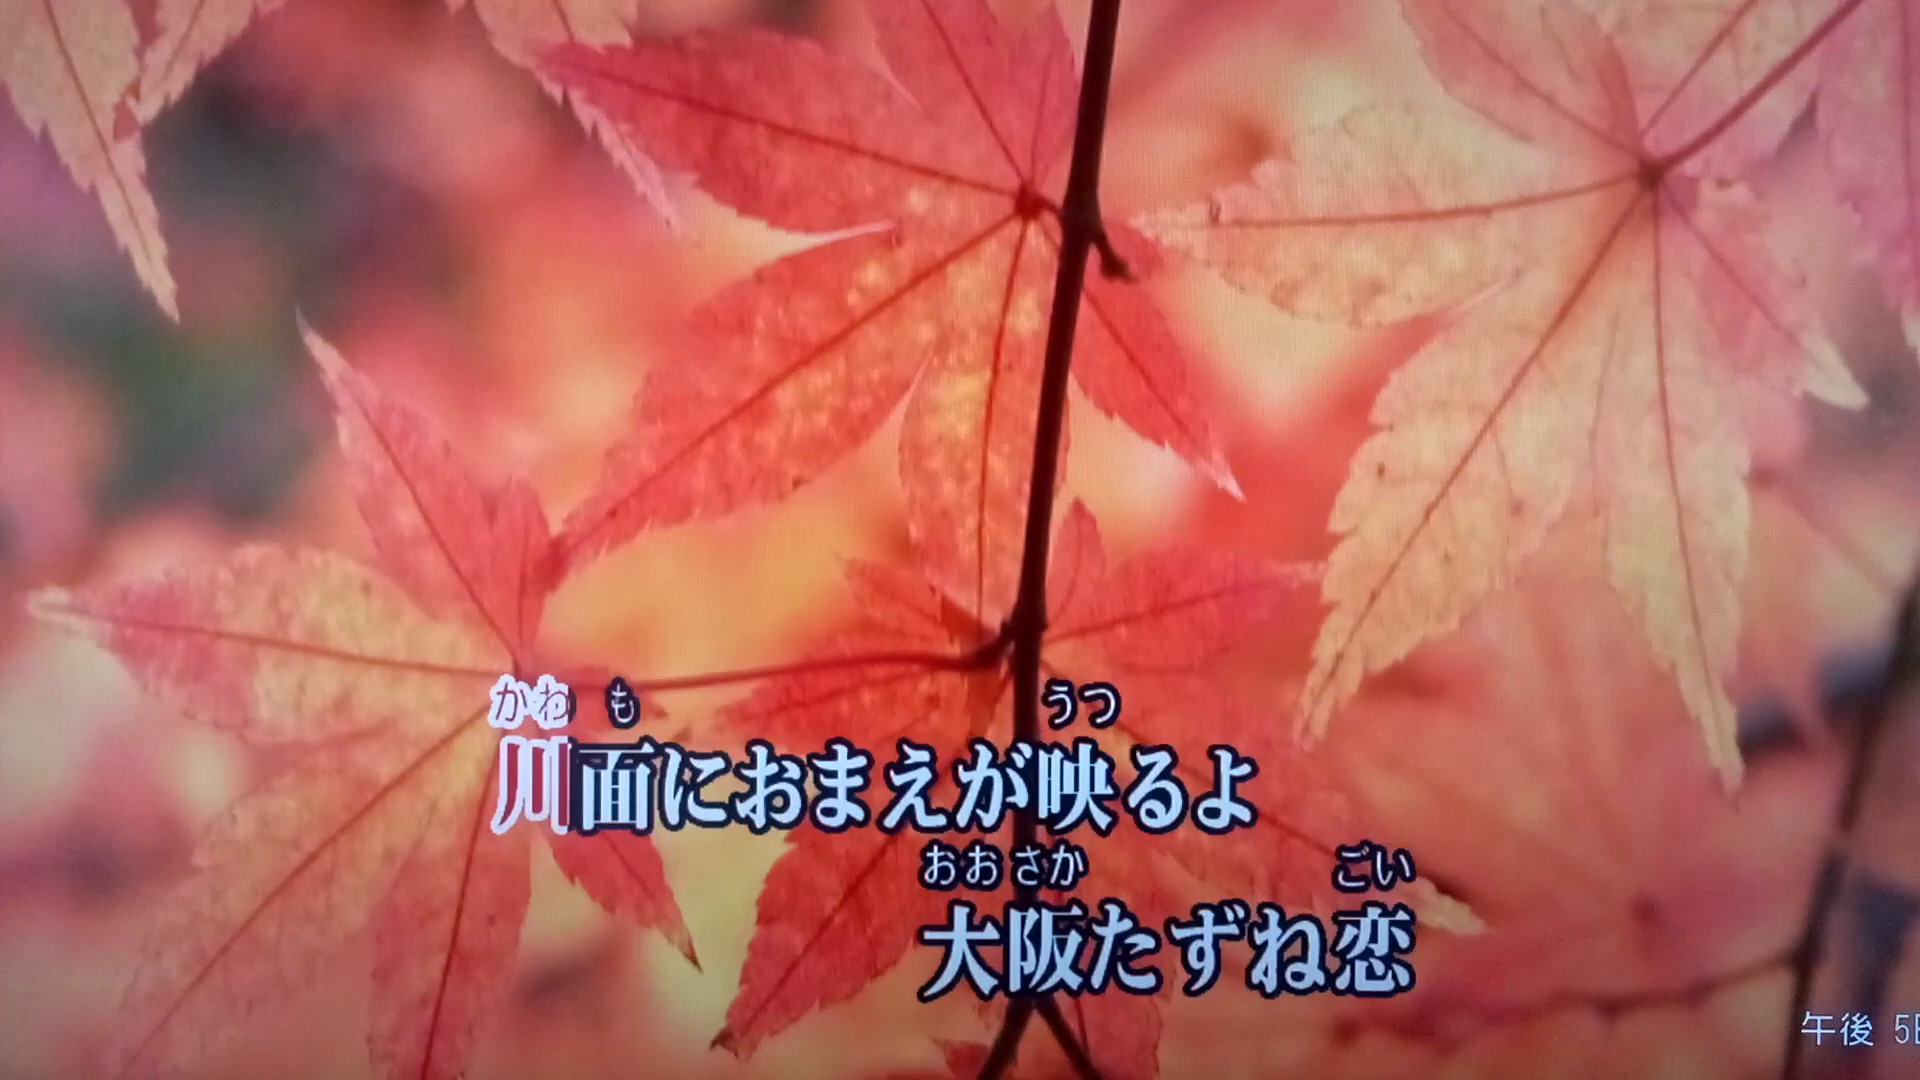 かわ も うつ
川面におまえが映るよ
おおさか ごい
大阪たずね恋
午後 5